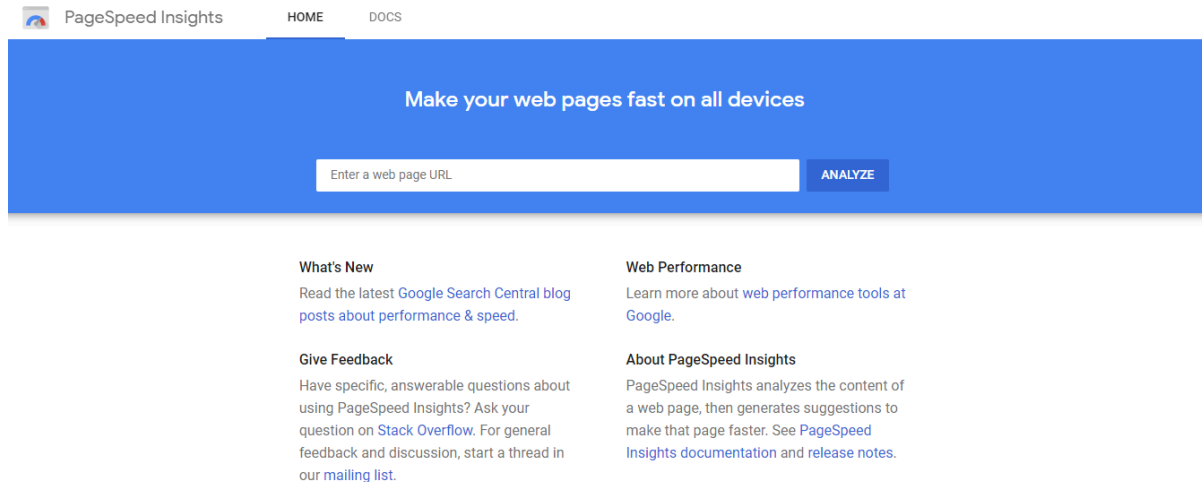 PageSpeed Insights HOME DOCS
Make your web pages fast on all devices
Enter a web page URL ANALYZE
What's New
Read the latest Google Search Central blog
posts about performance & speed.
Web Performance
Learn more about web performance tools at
Google.
Give Feedback
Have specific, answerable questions about
using PageSpeed Insights? Ask your
question on Stack Overflow. For general
feedback and discussion, start a thread in
our mailing list.
About PageSpeed Insights
PageSpeed Insights analyzes the content of
a web page, then generates suggestions to
make that page faster. See PageSpeed
Insights documentation and release notes.